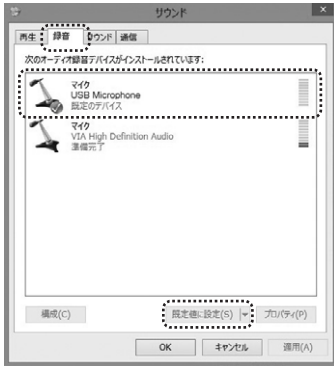 サウンド
再生 録音 サウンド 通信
次のオーディオ録音デバイスがインストールされています:
マイク
USB Microphone
既定のデバイス
マイク
VIA High Definition Audio
準備完了
構成(C) 既定値に設定(S) プロパティ(P)
OK キャンセル 適用(A)